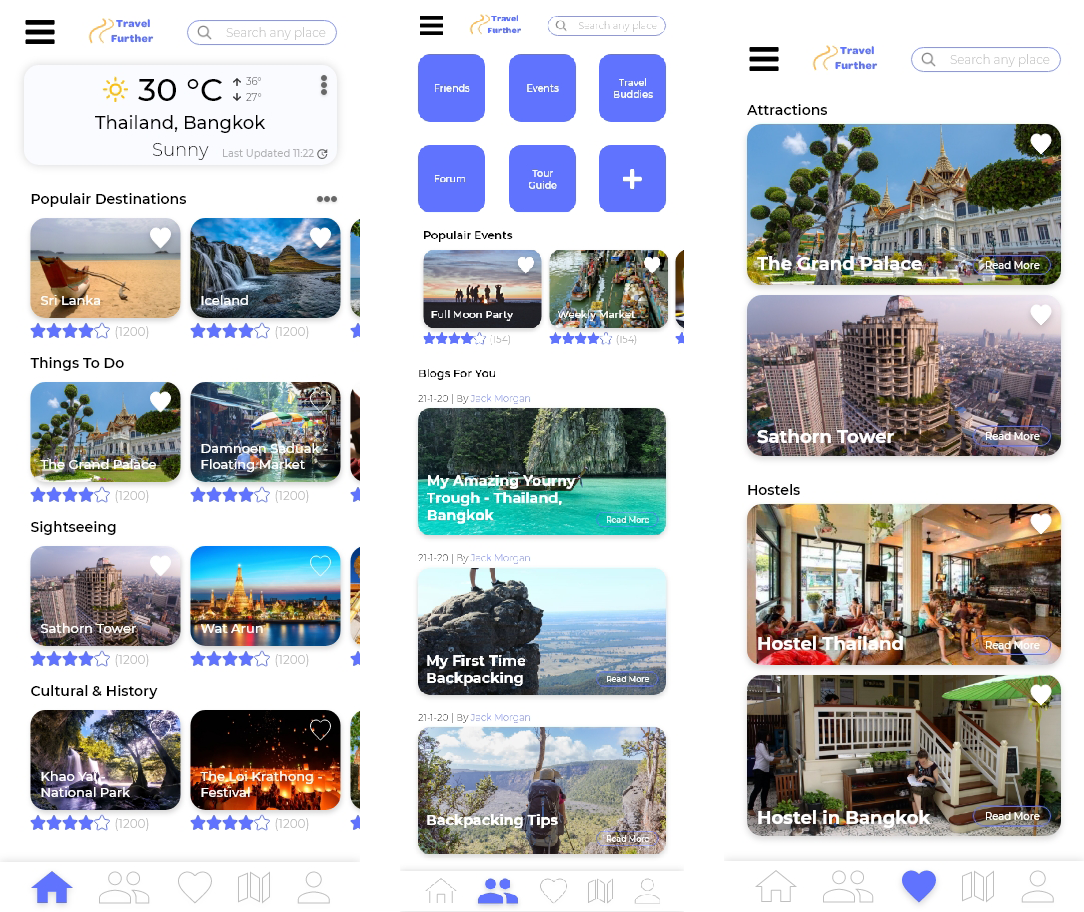 Travel
Further
Search any place
30 °C
36°
27°
Thailand, Bangkok
Sunny
Last Updated 11:22
Populair Destinations
Sri Lanka
Iceland
(1200)
(1200)
Things To Do
The Grand Palace
Damnoen Saduak -
Floating Market
(1200)
(1200)
Sightseeing
Sathorn Tower
Wat Arun
(1200)
(1200)
Cultural & History
Khao Yai -
National Park
The Loi Krathong -
Festival
(1200)
(1200)
Travel
Further
Search any place
Friends
Events
Travel
Buddies
Forum
Tour
Guide
Populair Events
Full Moon Party
Weekly Market
(154)
(154)
Blogs For You
21-1-20 | By Jack Morgan
My Amazing Yourny
Trough - Thailand,
Bangkok
Read More
21-1-20 | By Jack Morgan
My First Time
Backpacking
Read More
21-1-20 | By Jack Morgan
Backpacking Tips
Read More
Travel
Further
Search any place
Attractions
The Grand Palace
Read More
Sathorn Tower
Read More
Hostels
Hostel Thailand
Read More
Hostel in Bangkok
Read More